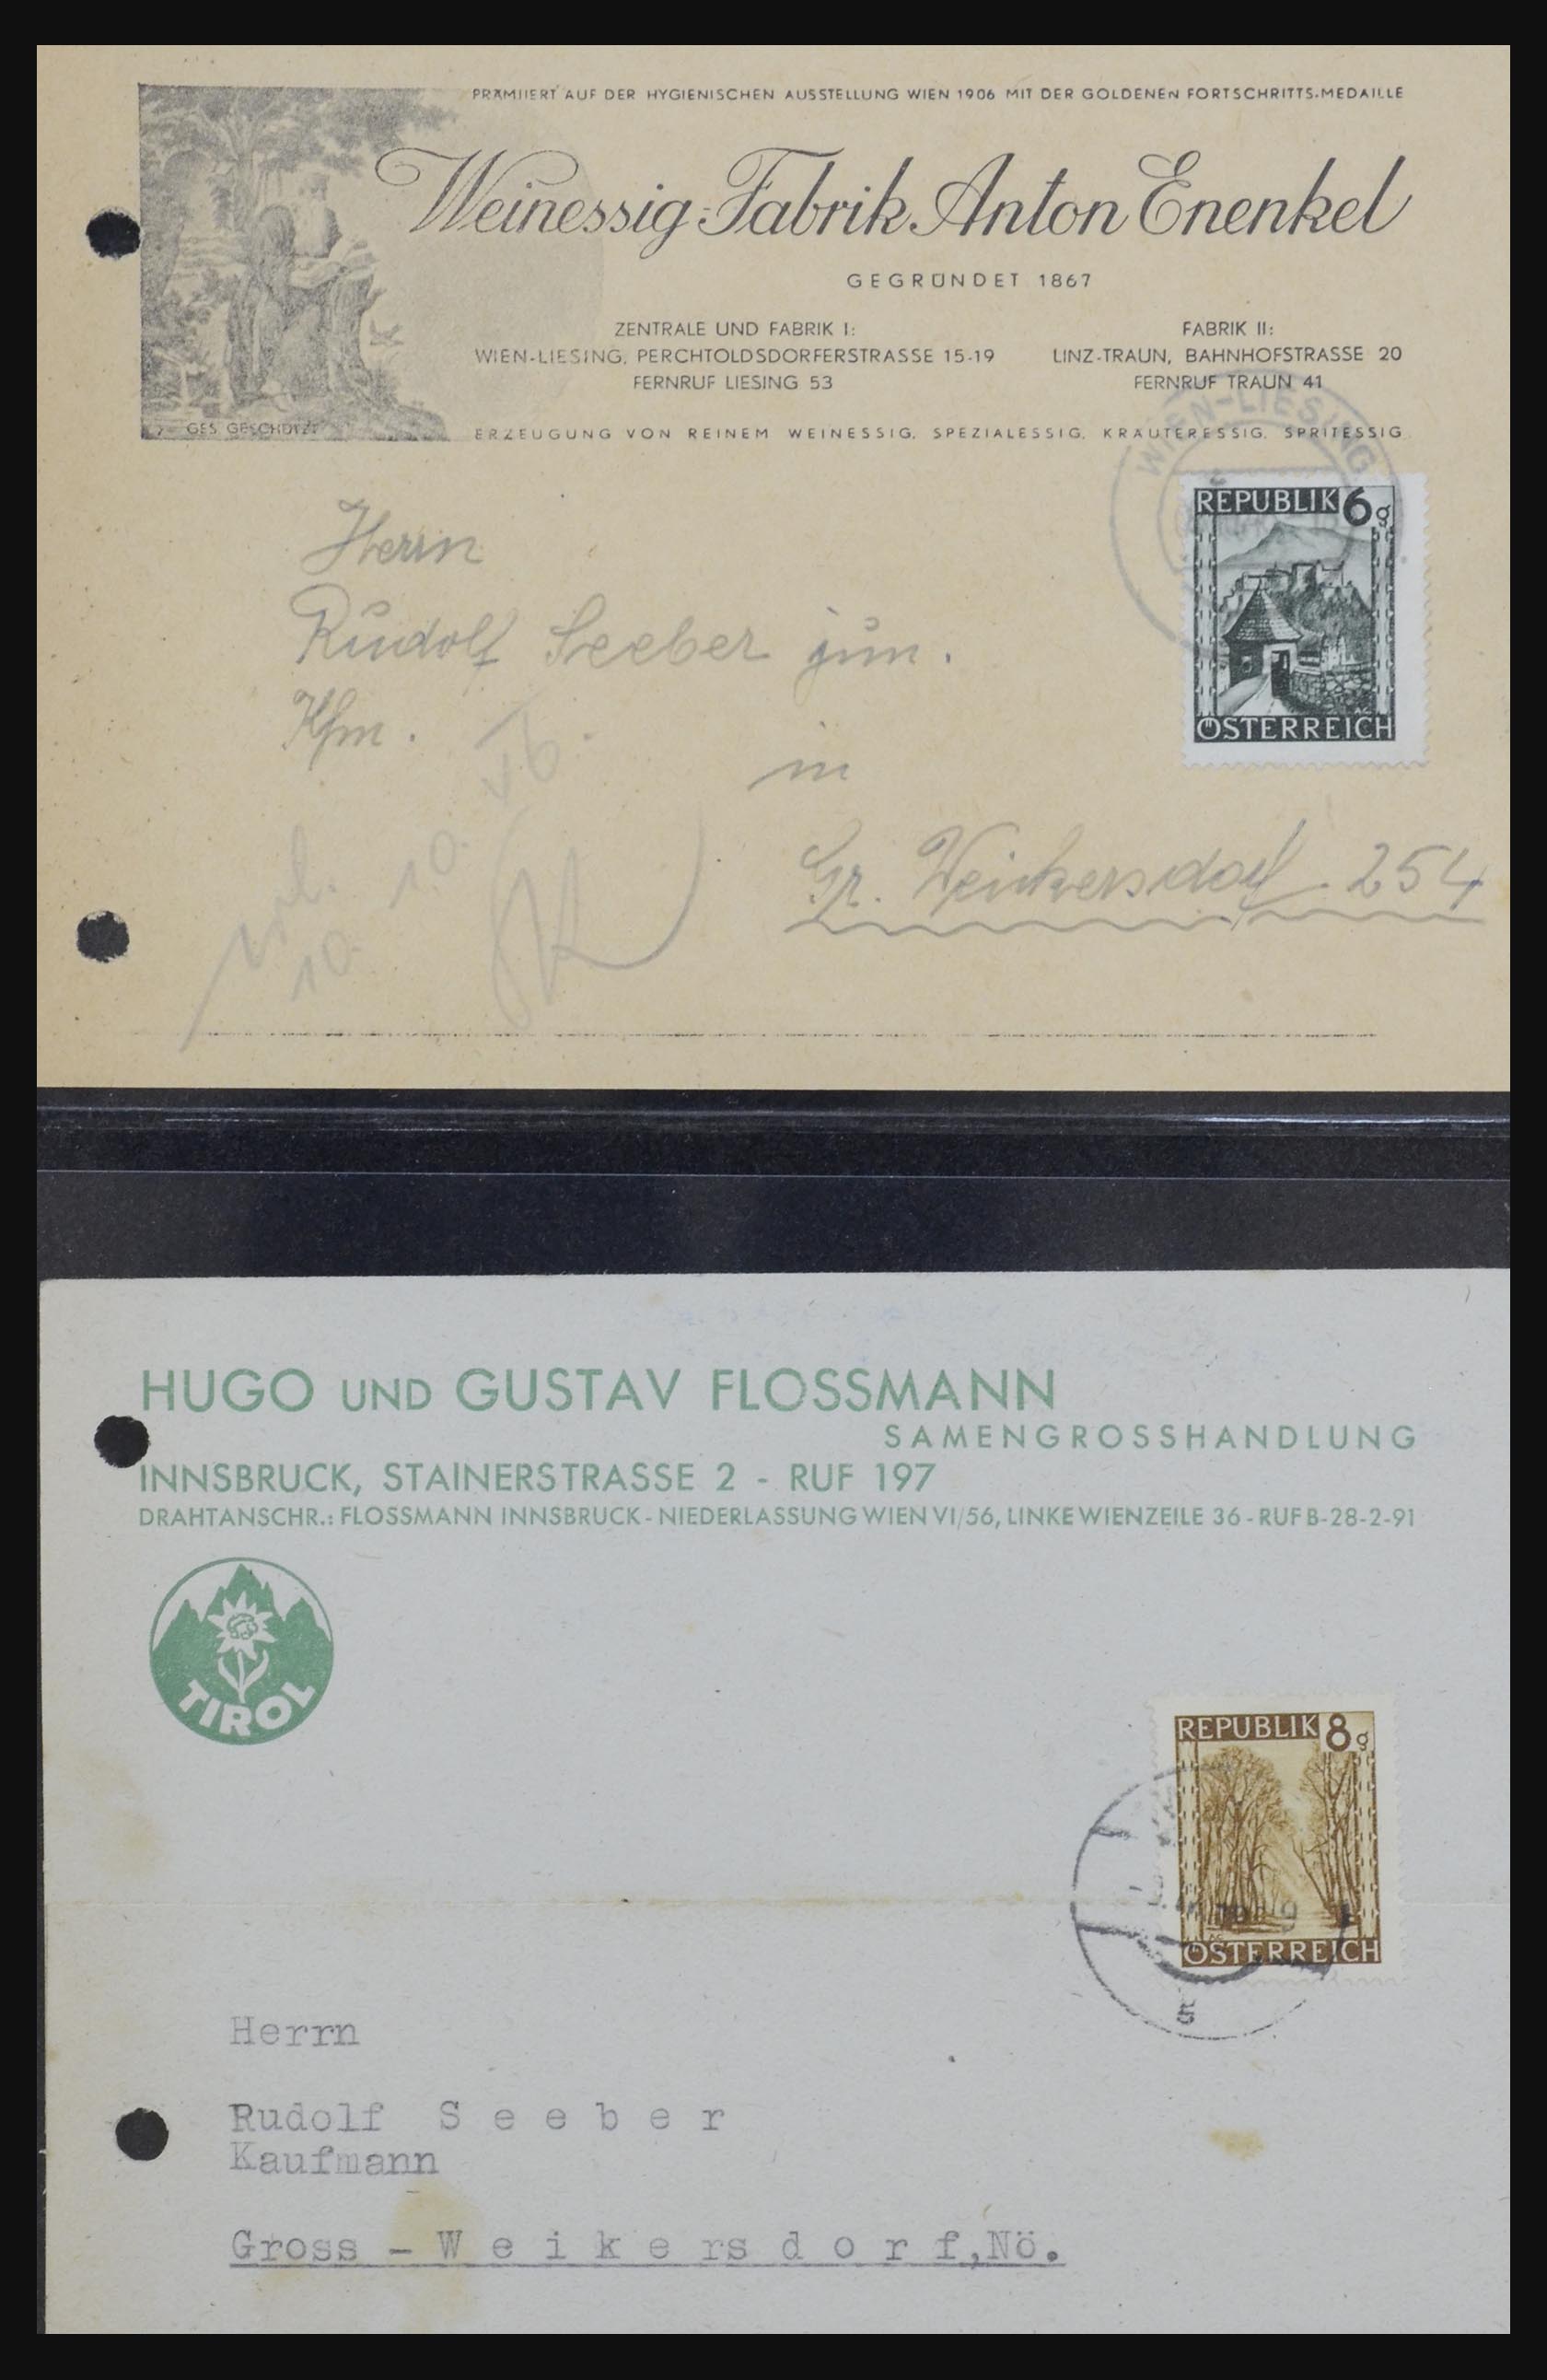 PRÄMIIERT AUF DER HYGIENISCHEN AUSSTELLUNG WIEN 1906 MIT DER GOLDENEN FORTSCHRITTS-MEDAILLE
Weinessig-Fabrik Anton Enenkel
GEGRÜNDET 1867
ZENTRALE UND FABRIK I:
WIEN-LIESING, PERCHTOLDSDORFERSTRASSE 15-19
FERNRUF LIESING 53
FABRIK II:
LINZ-TRAUN, BAHNHOFSTRASSE 20
FERNRUF TRAUN 41
GES. GESCHÜTZT
ERZEUGUNG VON REINEM WEINESSIG, SPEZIALESSIG, KRÄUTERESSIG, SPRITESSIG
WIEN-LIESING
REPUBLIK 6g
ÖSTERREICH
Herrn
Rudolf Seeber jun.
Kfm.
in
Gr. Weickersdorf 254
10. 10.
HUGO UND GUSTAV FLOSSMANN
SAMENGROSSHANDLUNG
INNSBRUCK, STAINERSTRASSE 2 - RUF 197
DRAHTANSCHR.: FLOSSMANN INNSBRUCK - NIEDERLASSUNG WIEN VI/56, LINKE WIENZEILE 36 - RUF B-28-2-91
TIROL
REPUBLIK 8g
ÖSTERREICH
5
Herrn
Rudolf S e e b e r
Kaufmann
Gross - W e i k e rs d o r f,Nö.